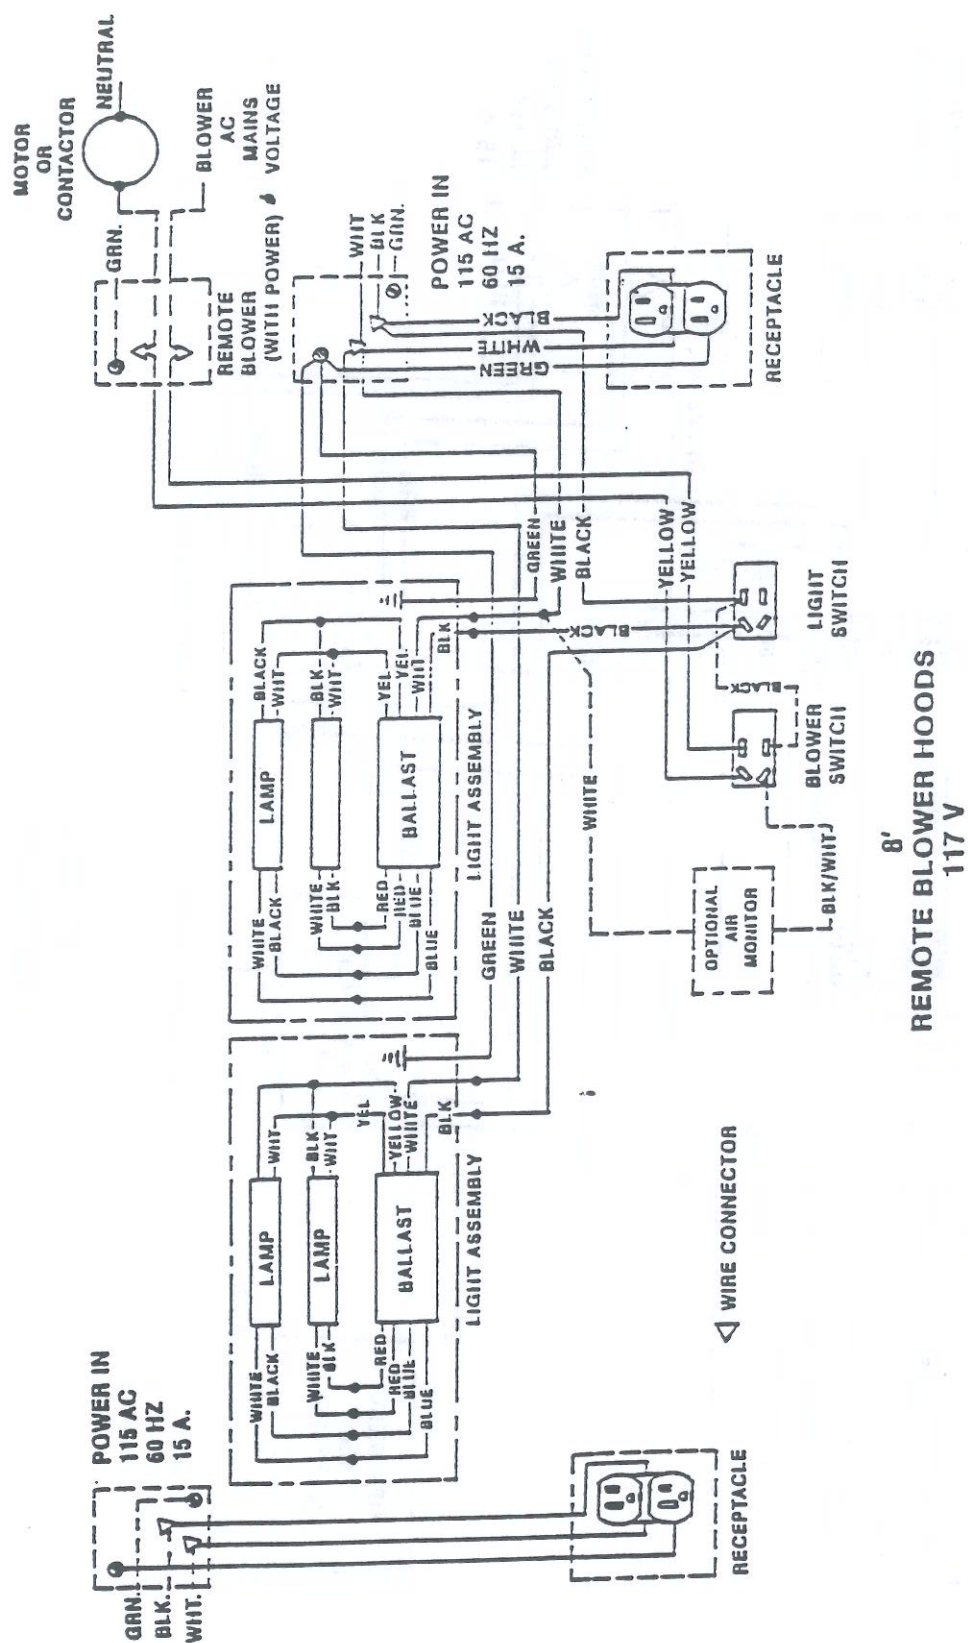 POWER IN
115 AC
60 HZ
15 A.
GRN.
BLK.
WHT.
RECEPTACLE
LAMP
WHITE
BLACK
WHT
LAMP
WHITE
BLK
BLK
WHT
BALLAST
RED
RED
BLUE
BLUE
YEL
YELLOW
WHITE
BLK
LIGHT ASSEMBLY
LAMP
WHITE
BLACK
BLACK
WHT
WHITE
BLK
BLK
WHT
BALLAST
RED
RED
BLUE
BLUE
YEL
YEL
WHT
BLK
LIGHT ASSEMBLY
GREEN
WHITE
BLACK
GREEN
WHITE
BLACK
YELLOW
YELLOW
BLACK
BLACK
WHITE
BLK/WHT
OPTIONAL
AIR
MONITOR
BLOWER
SWITCH
LIGHT
SWITCH
MOTOR
OR
CONTACTOR
NEUTRAL
GRN.
BLOWER
AC
MAINS
VOLTAGE
REMOTE
BLOWER
(WITH POWER)
WHT
BLK
GRN.
POWER IN
115 AC
60 HZ
15 A.
BLACK
WHITE
GREEN
RECEPTACLE
WIRE CONNECTOR
8'
REMOTE BLOWER HOODS
117 V